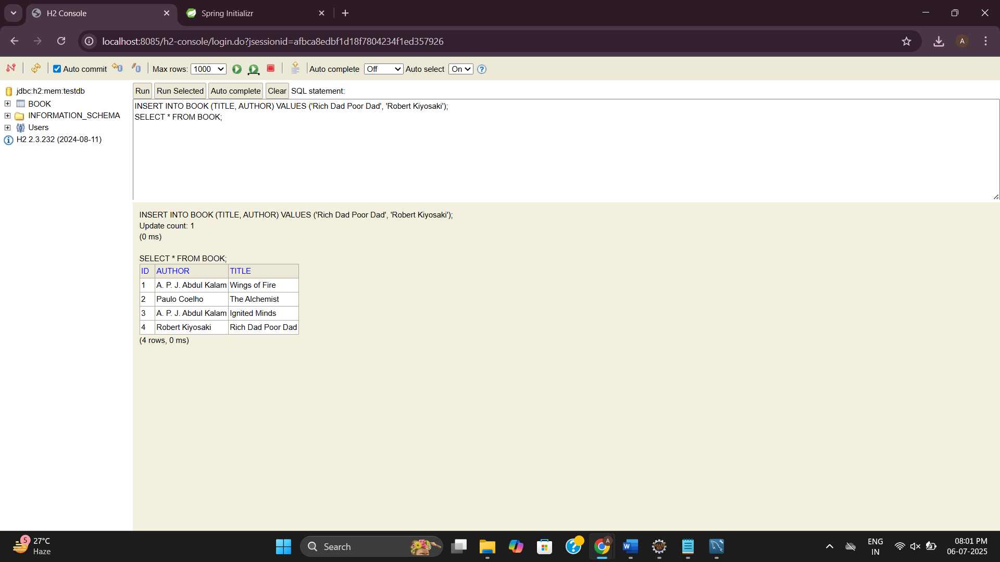 H2 Console
Spring Initializr
localhost:8085/h2-console/login.do?jsessionid=afbca8edbf1d18f7804234f1ed357926
A
Auto commit Max rows: 1000 Auto complete Off Auto select On
jdbc:h2:mem:testdb
BOOK
INFORMATION_SCHEMA
Users
H2 2.3.232 (2024-08-11)
Run Run Selected Auto complete Clear SQL statement:
INSERT INTO BOOK (TITLE, AUTHOR) VALUES ('Rich Dad Poor Dad', 'Robert Kiyosaki');
SELECT * FROM BOOK;
INSERT INTO BOOK (TITLE, AUTHOR) VALUES ('Rich Dad Poor Dad', 'Robert Kiyosaki');
Update count: 1
(0 ms)
SELECT * FROM BOOK;
ID AUTHOR TITLE
1 A. P. J. Abdul Kalam Wings of Fire
2 Paulo Coelho The Alchemist
3 A. P. J. Abdul Kalam Ignited Minds
4 Robert Kiyosaki Rich Dad Poor Dad
(4 rows, 0 ms)
5
27°C
Haze
Search
A
W
ENG
IN
08:01 PM
06-07-2025